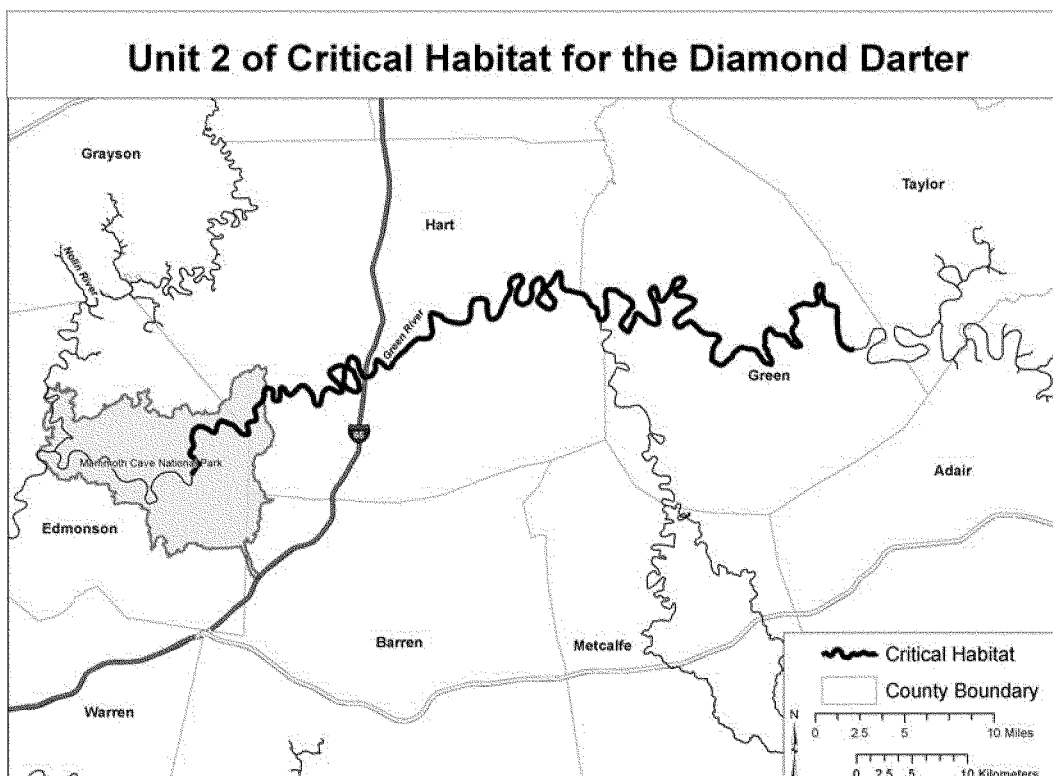 Unit 2 of Critical Habitat for the Diamond Darter
Grayson
Taylor
Hart
Nolin River
Green River
Green
Mammoth Cave National Park
65
Adair
Edmonson
Barren
Metcalfe
Warren
Critical Habitat
County Boundary
N
0 2.5 5 10 Miles
0 2.5 5 10 Kilometers